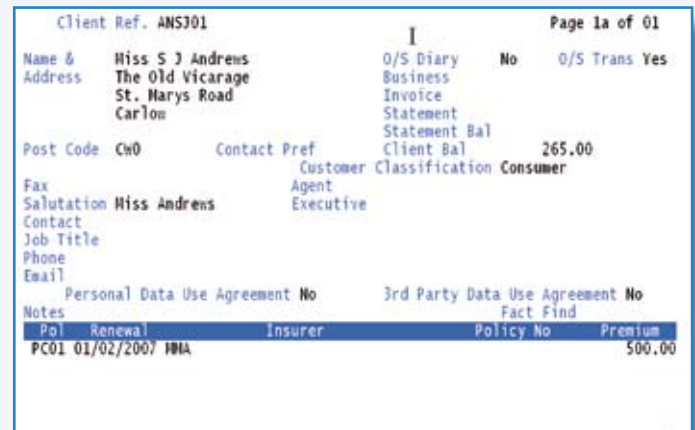 Client Ref. ANSJ01 Page 1a of 01
Name & Miss S J Andrews O/S Diary No O/S Trans Yes
Address The Old Vicarage Business
St. Marys Road Invoice
Carlow Statement
Statement Bal
Post Code CW0 Contact Pref Client Bal 265.00
Customer Classification Consumer
Fax Agent
Salutation Miss Andrews Executive
Contact
Job Title
Phone
Email
Personal Data Use Agreement No 3rd Party Data Use Agreement No
Notes Fact Find
Pol Renewal Insurer Policy No Premium
PC01 01/02/2007 500.00